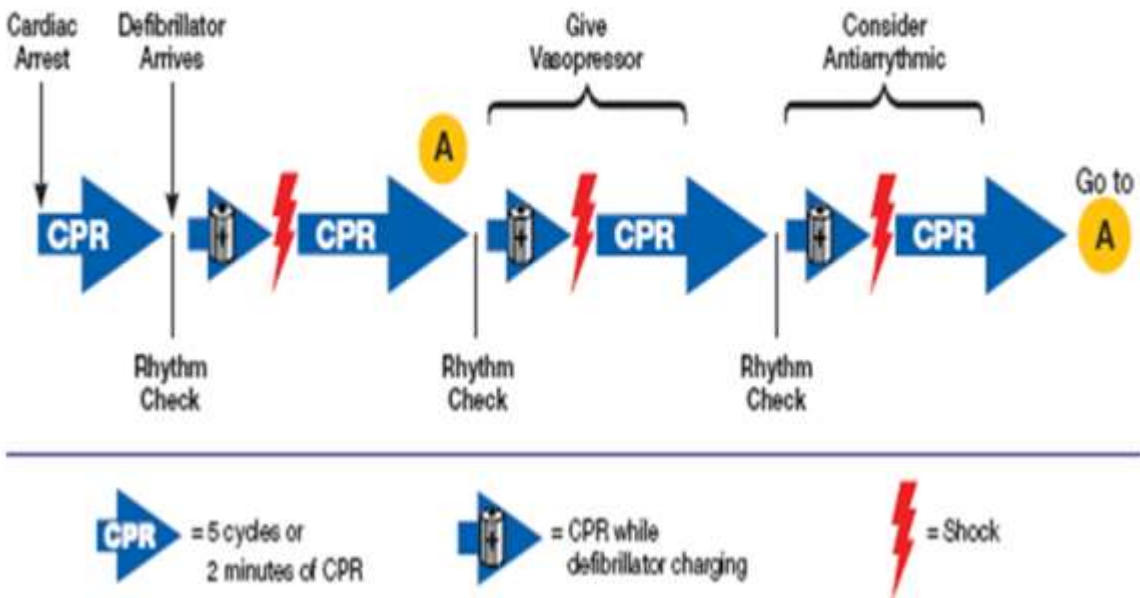 Cardiac
Arrest
Defibrillator
Arrives
Give
Vasopressor
Consider
Antiarrythmic
A
Go to
A
CPR
CPR
CPR
CPR
Rhythm
Check
Rhythm
Check
Rhythm
Check
CPR = 5 cycles or
2 minutes of CPR
= CPR while
defibrillator charging
= Shock